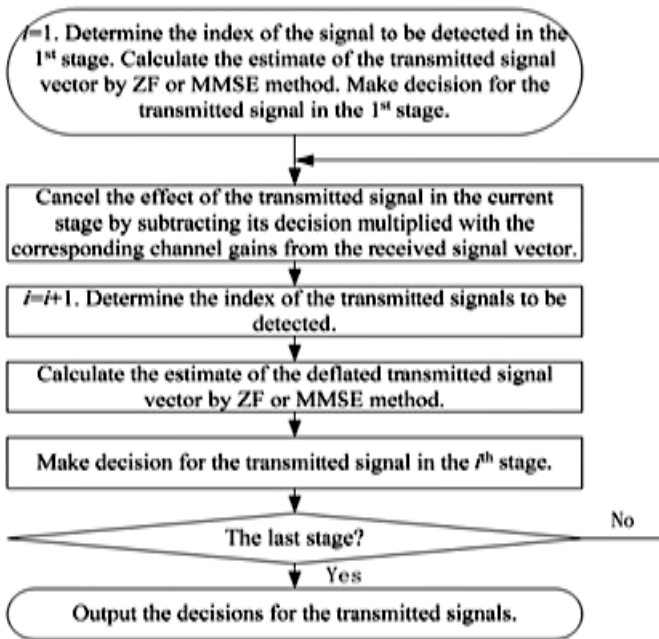 i=1. Determine the index of the signal to be detected in the
1st stage. Calculate the estimate of the transmitted signal
vector by ZF or MMSE method. Make decision for the
transmitted signal in the 1st stage.
Cancel the effect of the transmitted signal in the current
stage by subtracting its decision multiplied with the
corresponding channel gains from the received signal vector.
i=i+1. Determine the index of the transmitted signals to be
detected.
Calculate the estimate of the deflated transmitted signal
vector by ZF or MMSE method.
Make decision for the transmitted signal in the ith stage.
The last stage?
No
Yes
Output the decisions for the transmitted signals.